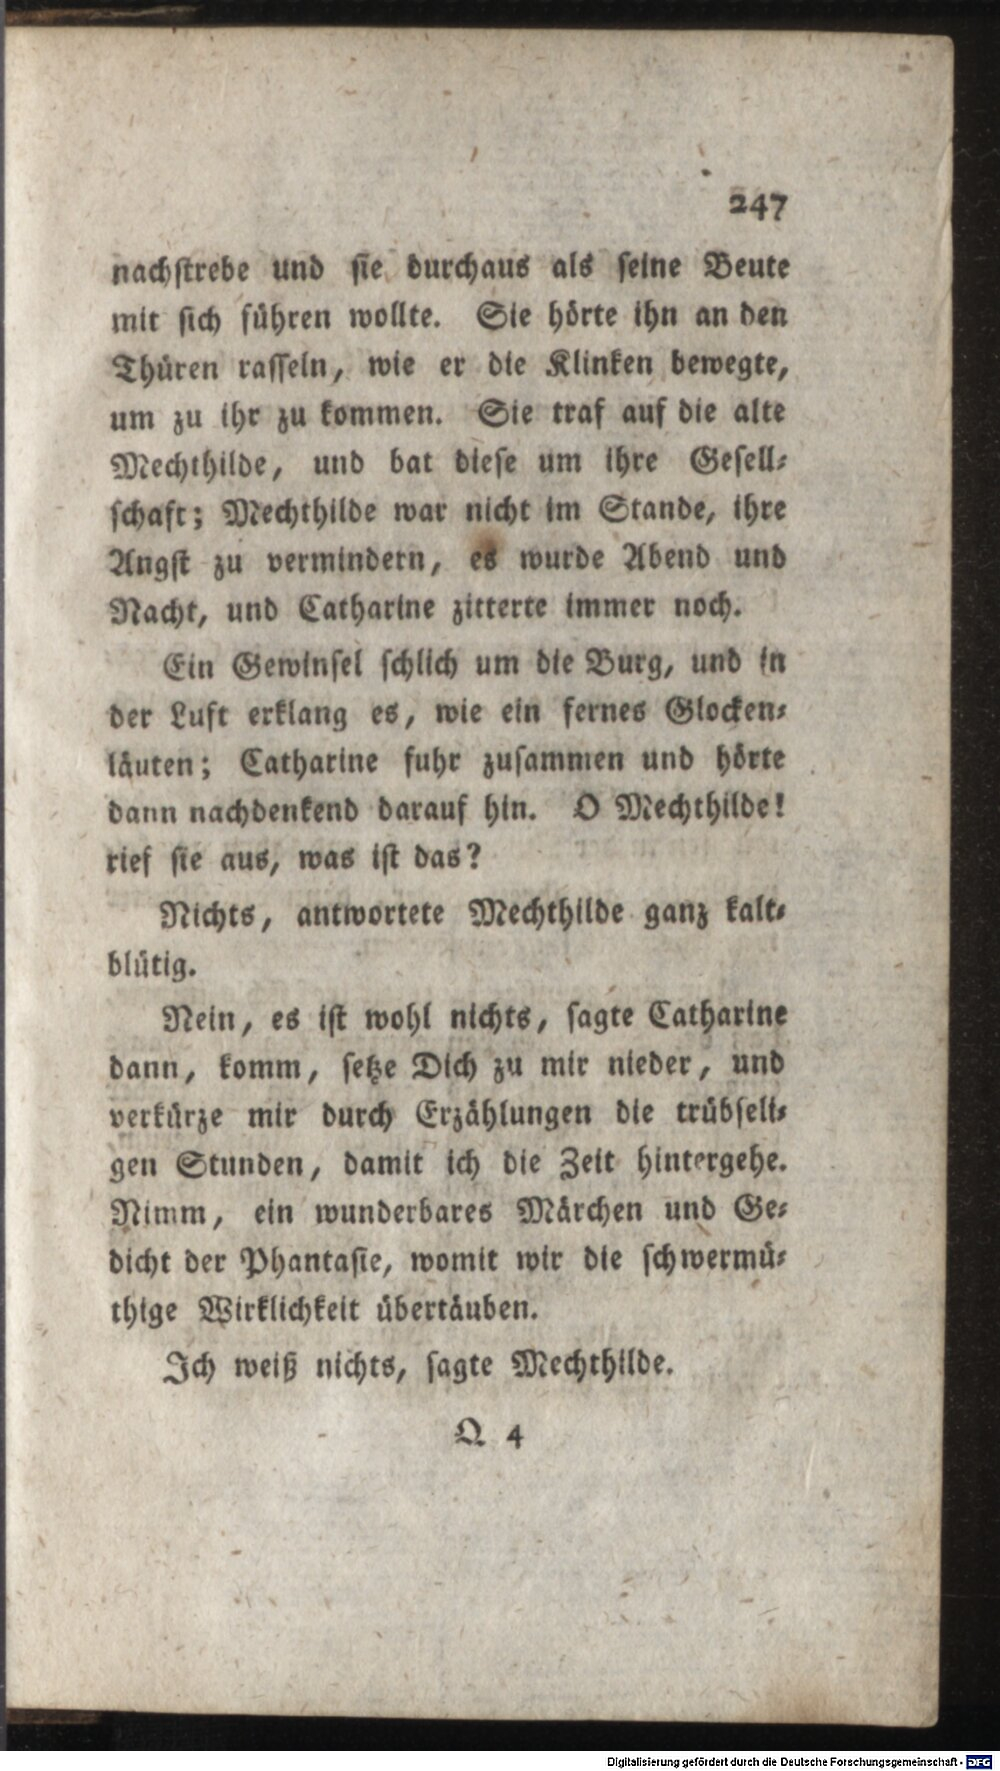 247
nachstrebe und sie durchaus als seine Beute
mit sich führen wollte. Sie hörte ihn an den
Thüren rasseln, wie er die Klinken bewegte,
um zu ihr zu kommen. Sie traf auf die alte
Mechthilde, und bat diese um ihre Gesell-
schaft; Mechthilde war nicht im Stande, ihre
Angst zu vermindern, es wurde Abend und
Nacht, und Catharine zitterte immer noch.
Ein Gewinsel schlich um die Burg, und in
der Luft erklang es, wie ein fernes Glocken-
läuten; Catharine fuhr zusammen und hörte
dann nachdenkend darauf hin. O Mechthilde!
rief sie aus, was ist das?
Nichts, antwortete Mechthilde ganz kalt-
blütig.
Nein, es ist wohl nichts, sagte Catharine
dann, komm, setze Dich zu mir nieder, und
verkürze mir durch Erzählungen die trübseli-
gen Stunden, damit ich die Zeit hintergehe.
Nimm, ein wunderbares Märchen und Ge-
dicht der Phantasie, womit wir die schwermü-
thige Wirklichkeit übertäuben.
Ich weiß nichts, sagte Mechthilde.
Q 4
Digitalisierung gefördert durch die Deutsche Forschungsgemeinschaft - DFG